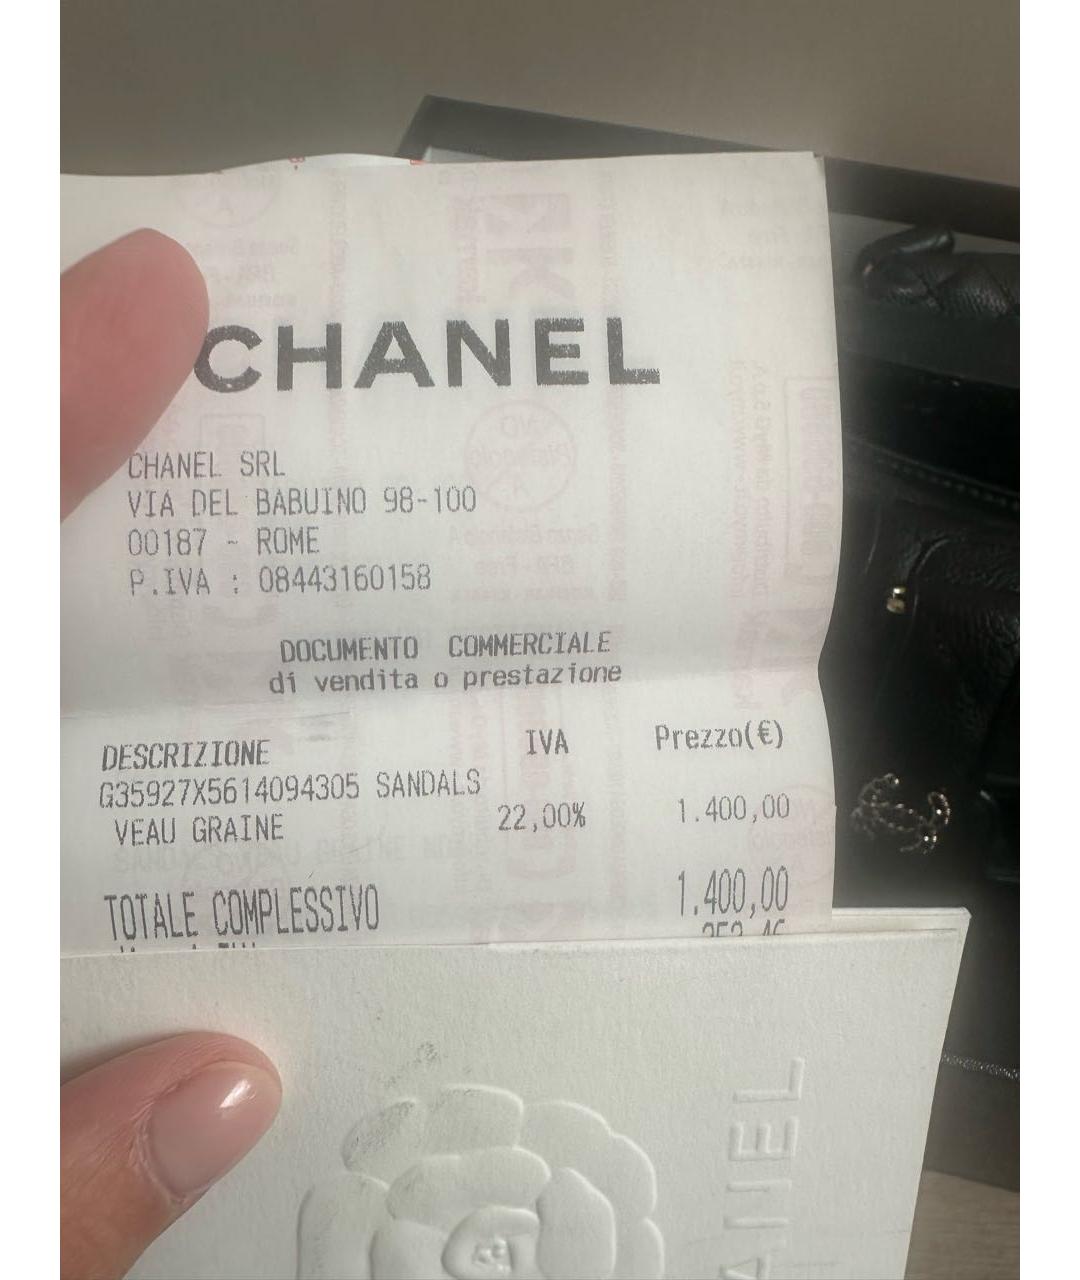 CHANEL
CHANEL SRL
VIA DEL BABUINO 98-100
00187 - ROME
P.IVA : 08443160158
DOCUMENTO COMMERCIALE
di vendita o prestazione
DESCRIZIONE IVA Prezzo(€)
G35927X5614094305 SANDALS
VEAU GRAINE 22,00% 1.400,00
TOTALE COMPLESSIVO 1.400,00